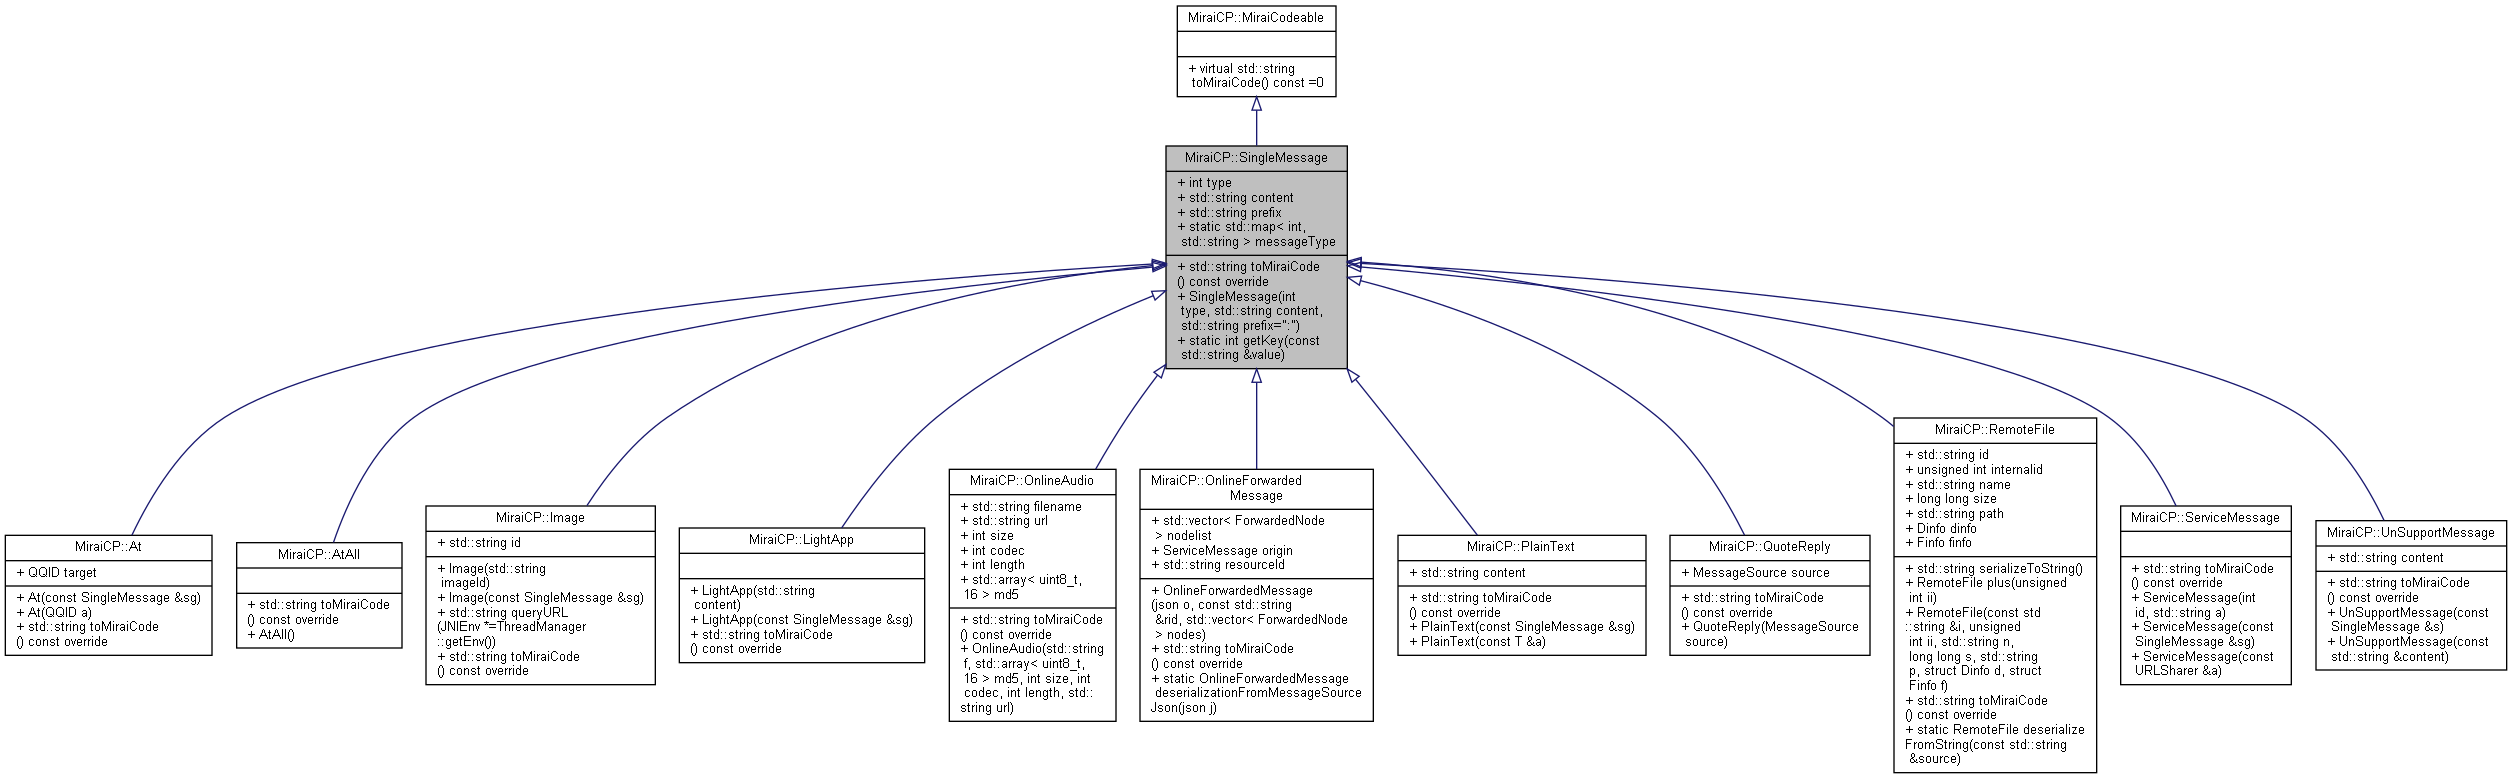 MiraiCP::MiraiCodeable
+ virtual std::string
toMiraiCode() const =0
MiraiCP::SingleMessage
+ int type
+ std::string content
+ std::string prefix
+ static std::map< int,
std::string > messageType
+ std::string toMiraiCode
() const override
+ SingleMessage(int
type, std::string content,
std::string prefix=":")
+ static int getKey(const
std::string &value)
MiraiCP::At
+ QQID target
+ At(const SingleMessage &sg)
+ At(QQID a)
+ std::string toMiraiCode
() const override
MiraiCP::AtAll
+ std::string toMiraiCode
() const override
+ AtAll()
MiraiCP::Image
+ std::string id
+ Image(std::string
imageId)
+ Image(const SingleMessage &sg)
+ std::string queryURL
(JNIEnv *=ThreadManager
::getEnv())
+ std::string toMiraiCode
() const override
MiraiCP::LightApp
+ LightApp(std::string
content)
+ LightApp(const SingleMessage &sg)
+ std::string toMiraiCode
() const override
MiraiCP::OnlineAudio
+ std::string filename
+ std::string url
+ int size
+ int codec
+ int length
+ std::array< uint8_t,
16 > md5
+ std::string toMiraiCode
() const override
+ OnlineAudio(std::string
f, std::array< uint8_t,
16 > md5, int size, int
codec, int length, std::
string url)
MiraiCP::OnlineForwarded
Message
+ std::vector< ForwardedNode
> nodelist
+ ServiceMessage origin
+ std::string resourceId
+ OnlineForwardedMessage
(json o, const std::string
&rid, std::vector< ForwardedNode
> nodes)
+ std::string toMiraiCode
() const override
+ static OnlineForwardedMessage
deserializationFromMessageSource
Json(json j)
MiraiCP::PlainText
+ std::string content
+ std::string toMiraiCode
() const override
+ PlainText(const SingleMessage &sg)
+ PlainText(const T &a)
MiraiCP::QuoteReply
+ MessageSource source
+ std::string toMiraiCode
() const override
+ QuoteReply(MessageSource
source)
MiraiCP::RemoteFile
+ std::string id
+ unsigned int internalid
+ std::string name
+ long long size
+ std::string path
+ Dinfo dinfo
+ Finfo finfo
+ std::string serializeToString()
+ RemoteFile plus(unsigned
int ii)
+ RemoteFile(const std
::string &i, unsigned
int ii, std::string n,
long long s, std::string
p, struct Dinfo d, struct
Finfo f)
+ std::string toMiraiCode
() const override
+ static RemoteFile deserialize
FromString(const std::string
&source)
MiraiCP::ServiceMessage
+ std::string toMiraiCode
() const override
+ ServiceMessage(int
id, std::string a)
+ ServiceMessage(const
SingleMessage &sg)
+ ServiceMessage(const
URLSharer &a)
MiraiCP::UnSupportMessage
+ std::string content
+ std::string toMiraiCode
() const override
+ UnSupportMessage(const
SingleMessage &s)
+ UnSupportMessage(const
std::string &content)